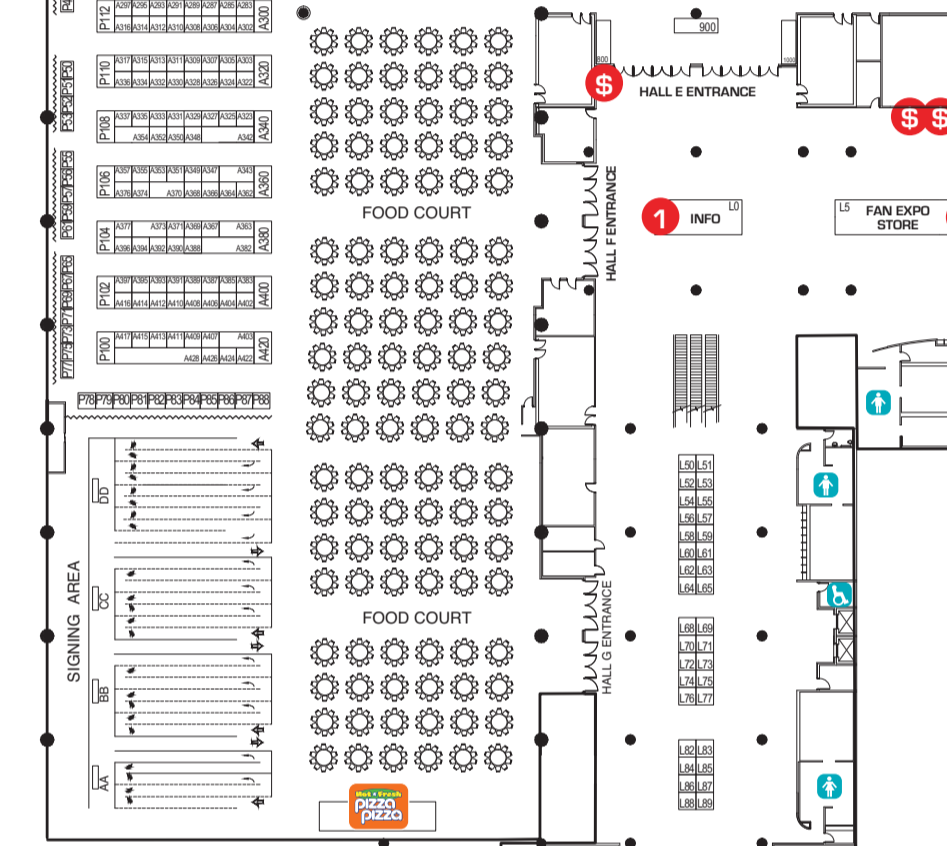 P112
A297 A295 A293 A291 A289 A287 A285 A283
A316 A314 A312 A310 A308 A306 A304 A302
A300
P110
A317 A315 A313 A311 A309 A307 A305 A303
A336 A334 A332 A330 A328 A326 A324 A322
A320
P108
A337 A335 A333 A331 A329 A327 A325 A323
A354 A352 A350 A348 A342
A340
P106
A357 A355 A353 A351 A349 A347 A343
A376 A374 A370 A368 A366 A364 A362
A360
P104
A377 A373 A371 A369 A367 A363
A396 A394 A392 A390 A388 A382
A380
P102
A397 A395 A393 A391 A389 A387 A385 A383
A416 A414 A412 A410 A408 A406 A404 A402
A400
P100
A417 A415 A413 A411 A409 A407 A403
A428 A426 A424 A422
A420
P78 P79 P80 P81 P82 P83 P84 P85 P86 P87 P88
SIGNING AREA
DD
CC
BB
AA
FOOD COURT
FOOD COURT
Hot & Fresh
pizza
pizza
900
800
1000
$
HALL E ENTRANCE
$ $
HALL F ENTRANCE
1 INFO L0
L5 FAN EXPO
STORE
HALL G ENTRANCE
L50 L51
L52 L53
L54 L55
L56 L57
L58 L59
L60 L61
L62 L63
L64 L65
L68 L69
L70 L71
L72 L73
L74 L75
L76 L77
L82 L83
L84 L85
L86 L87
L88 L89